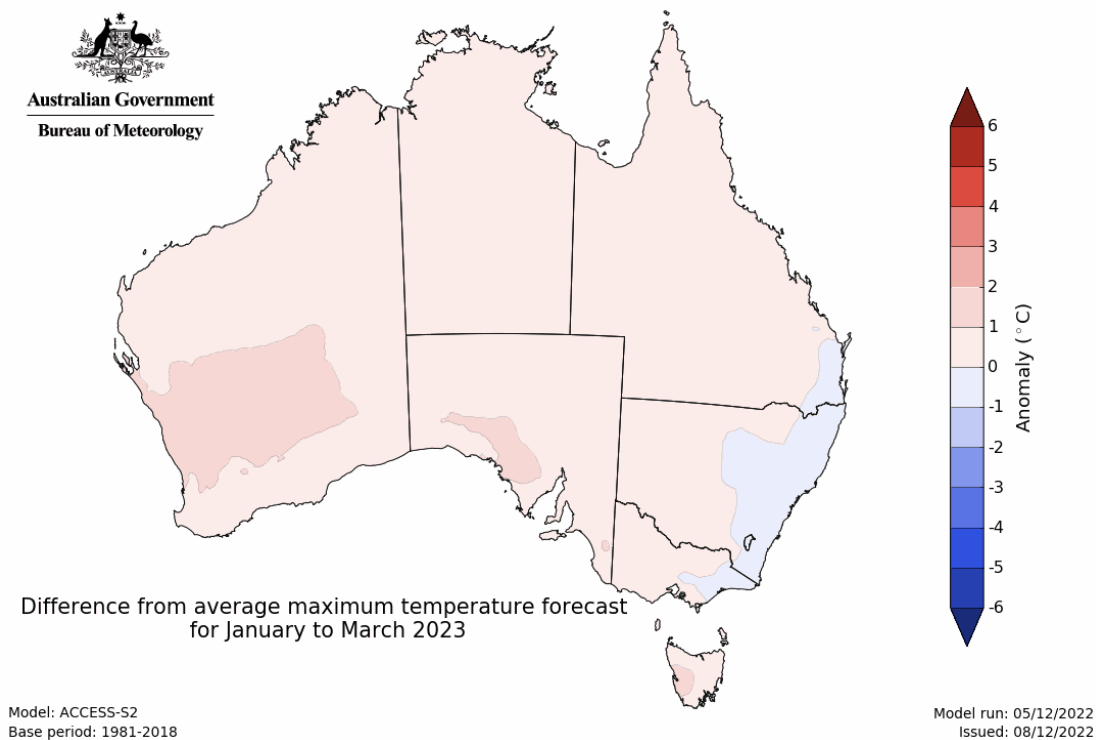 Australian Government
Bureau of Meteorology
6
5
4
3
2
1
0
-1
-2
-3
-4
-5
-6
Anomaly (°C)
Difference from average maximum temperature forecast
for January to March 2023
Model: ACCESS-S2
Base period: 1981-2018
Model run: 05/12/2022
Issued: 08/12/2022